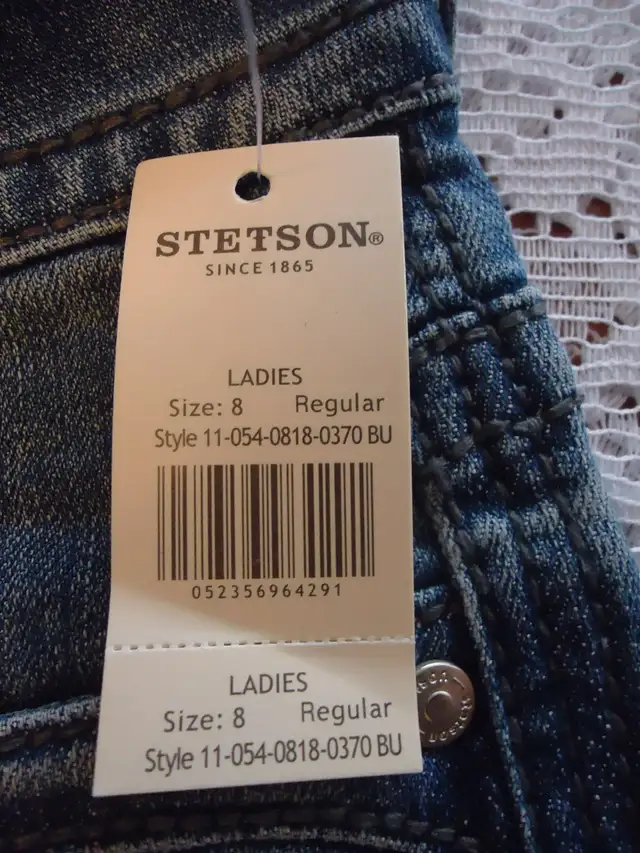 STETSON®
SINCE 1865
LADIES
Size: 8 Regular
Style 11-054-0818-0370 BU
052356964291
LADIES
Size: 8 Regular
Style 11-054-0818-0370 BU